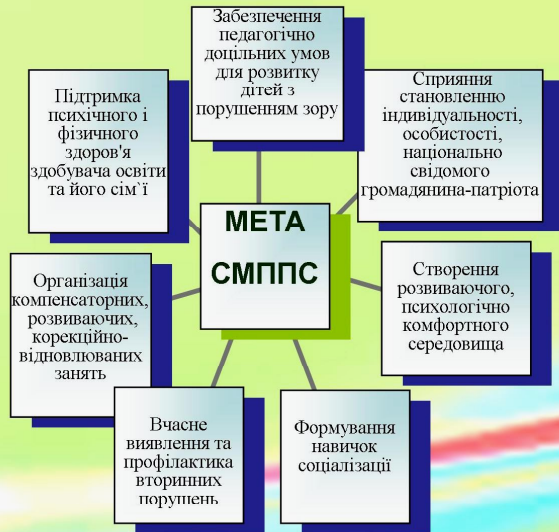 Забезпечення
педагогічно
доцільних умов
для розвитку
дітей з
порушенням зору
Підтримка
психічного і
фізичного
здоров'я
здобувача освіти
та його сім`ї
Сприяння
становленню
індивідуальності,
особистості,
національно
свідомого
громадянина-патріота
МЕТА
СМППС
Організація
компенсаторних,
розвиваючих,
корекційно-
відновлюваних
занять
Створення
розвиваючого,
психологічно
комфортного
середовища
Вчасне
виявлення та
профілактика
вторинних
порушень
Формування
навичок
соціалізації